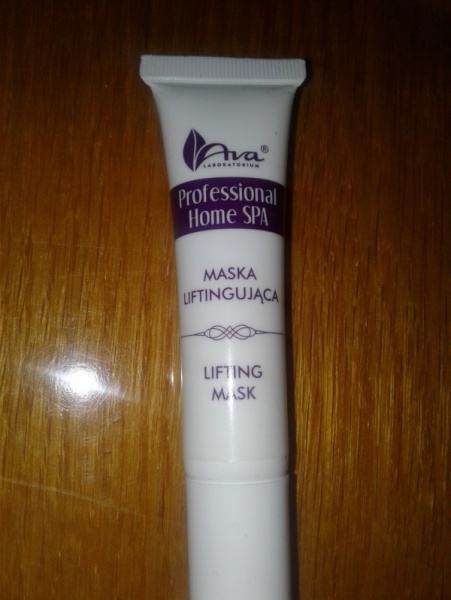 Ava®
LABORATORIUM
Professional
Home SPA
MASKA
LIFTINGUJĄCA
LIFTING
MASK